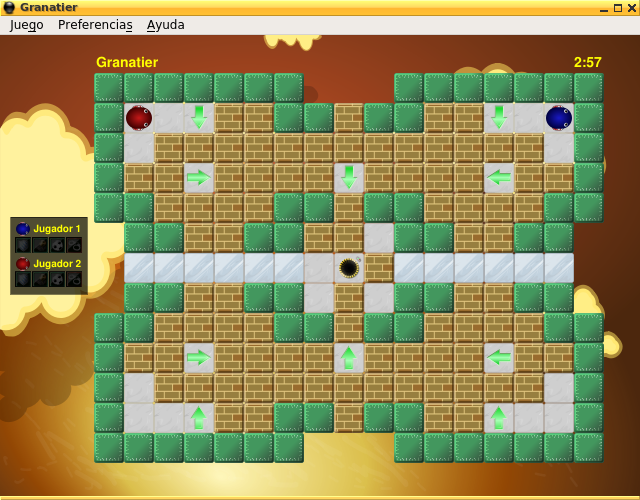 Granatier
Juego Preferencias Ayuda
Granatier 2:57
Jugador 1
Jugador 2